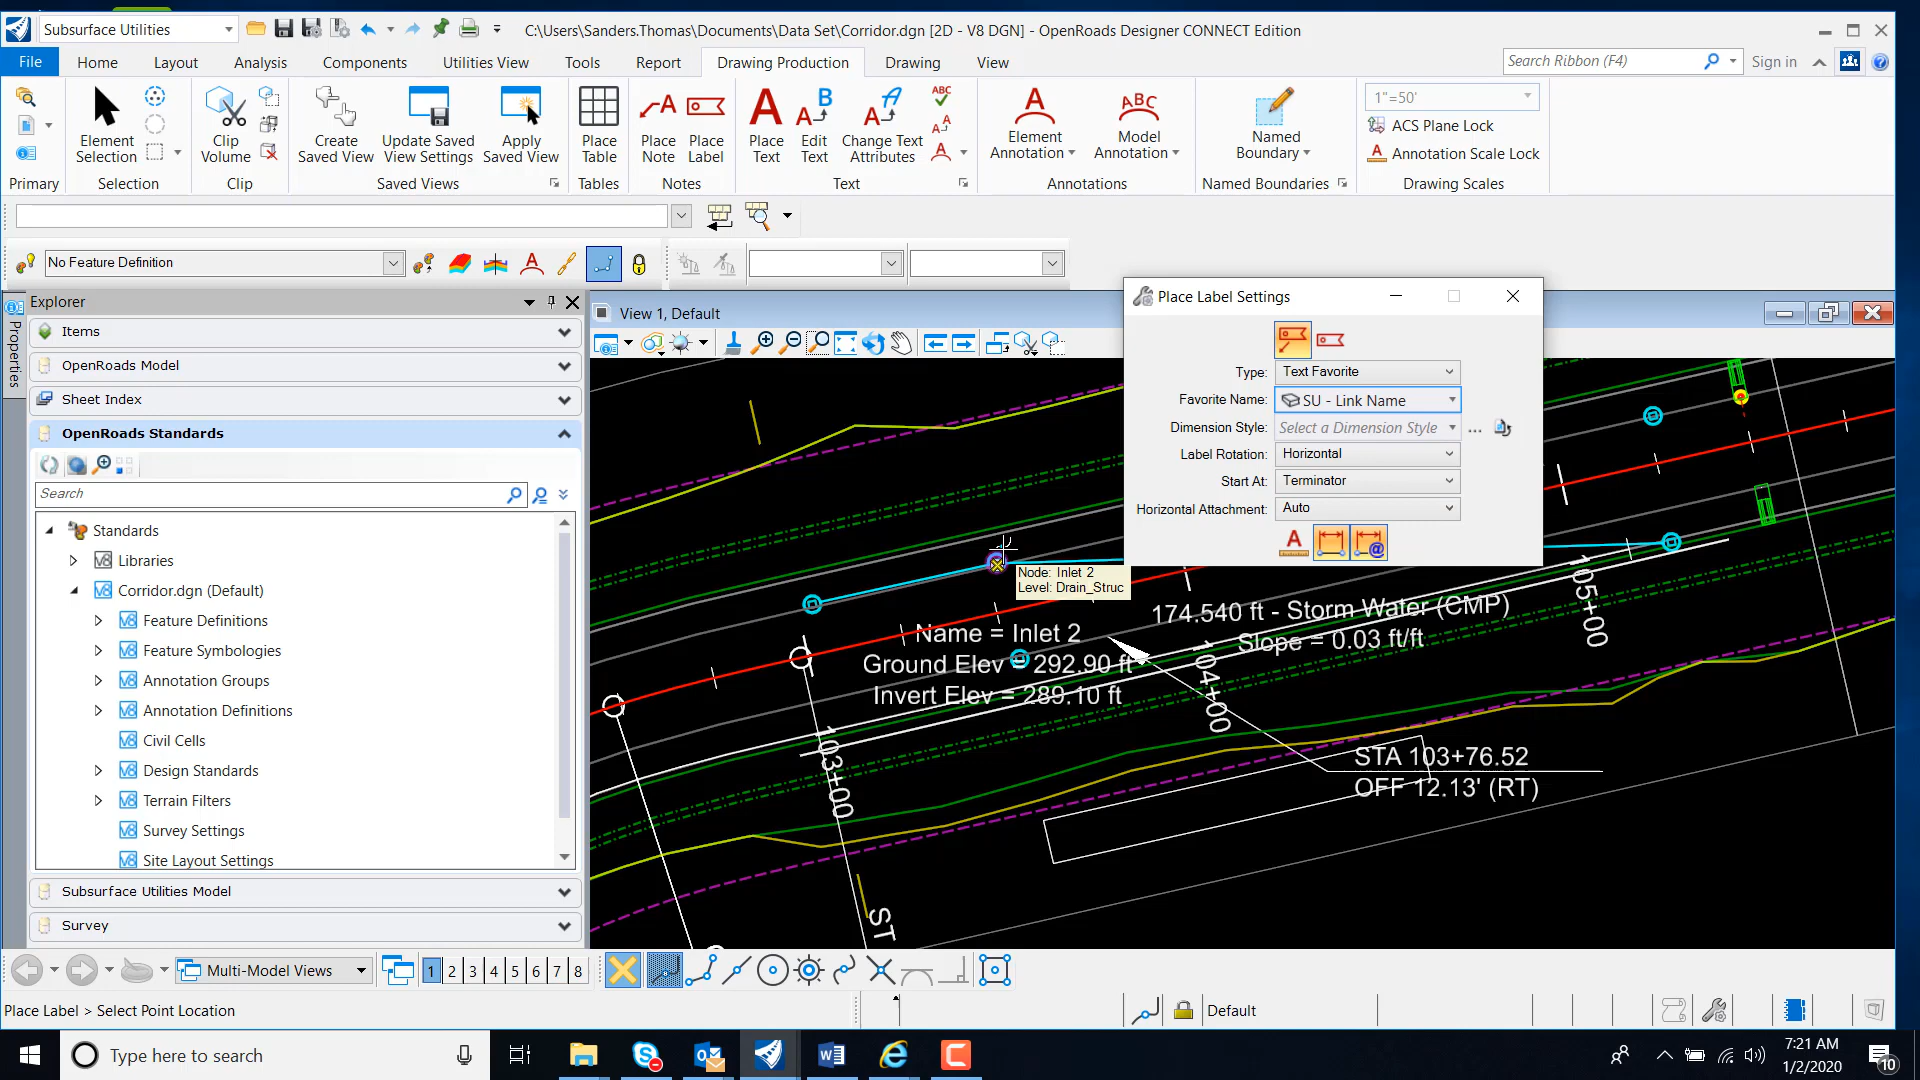 Subsurface Utilities
C:\Users\Sanders.Thomas\Documents\Data Set\Corridor.dgn [2D - V8 DGN] - OpenRoads Designer CONNECT Edition
File
Home
Layout
Analysis
Components
Utilities View
Tools
Report
Drawing Production
Drawing
View
Search Ribbon (F4)
Sign in
Element
Selection
Clip
Volume
Create
Saved View
Update Saved
View Settings
Apply
Saved View
Place
Table
Place
Note
Place
Label
Place
Text
Edit
Text
Change Text
Attributes
Element
Annotation
Model
Annotation
Named
Boundary
1"=50'
ACS Plane Lock
Annotation Scale Lock
Primary
Selection
Clip
Saved Views
Tables
Notes
Text
Annotations
Named Boundaries
Drawing Scales
No Feature Definition
Properties
Explorer
Items
OpenRoads Model
Sheet Index
OpenRoads Standards
Search
Standards
Libraries
Corridor.dgn (Default)
Feature Definitions
Feature Symbologies
Annotation Groups
Annotation Definitions
Civil Cells
Design Standards
Terrain Filters
Survey Settings
Site Layout Settings
Subsurface Utilities Model
Survey
View 1, Default
Place Label Settings
Type: Text Favorite
Favorite Name: SU - Link Name
Dimension Style: Select a Dimension Style
Label Rotation: Horizontal
Start At: Terminator
Horizontal Attachment: Auto
Node: Inlet 2
Level: Drain_Struc
Name = Inlet 2
Ground Elev = 292.90 ft
Invert Elev = 289.10 ft
174.540 ft - Storm Water (CMP)
Slope = 0.03 ft/ft
103+00
104+00
105+00
STA 103+76.52
OFF 12.13' (RT)
ST
Multi-Model Views
1 2 3 4 5 6 7 8
Place Label > Select Point Location
Default
Type here to search
7:21 AM
1/2/2020
10